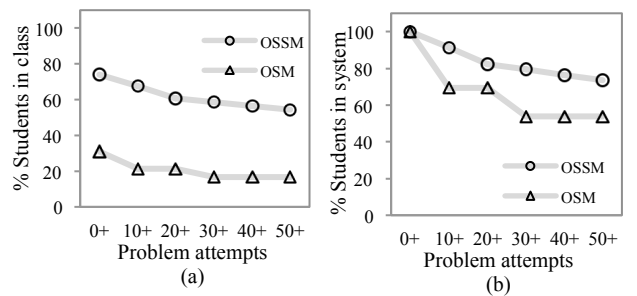 100
80
60
40
20
0
% Students in class
OSSM
OSM
0+ 10+ 20+ 30+ 40+ 50+
Problem attempts
(a)
100
80
60
40
20
0
% Students in system
OSSM
OSM
0+ 10+ 20+ 30+ 40+ 50+
Problem attempts
(b)